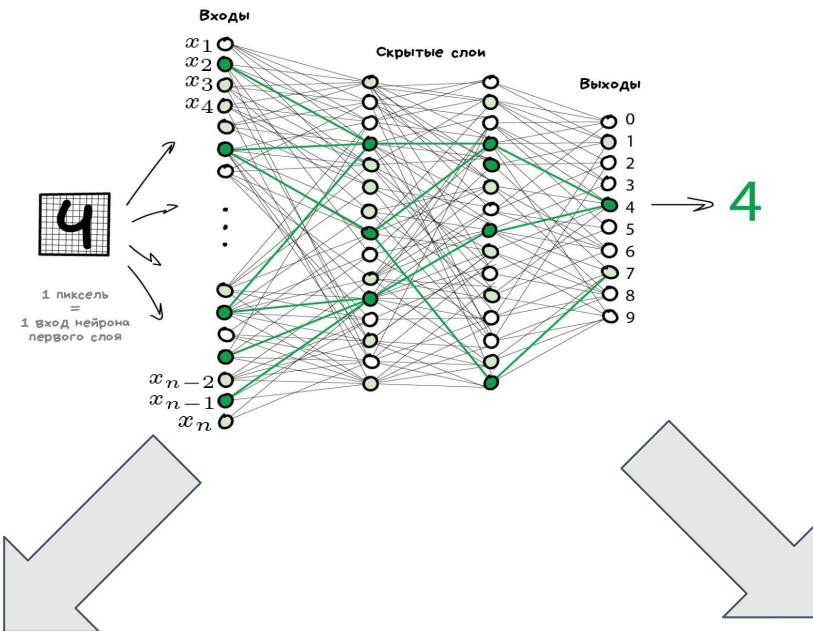 Входы
x1
x2
x3
x4
Скрытые слои
Выходы
0
1
2
3
4
5
6
7
8
9
4
4
1 пиксель
=
1 вход нейрона
первого слоя
xn−2
xn−1
xn